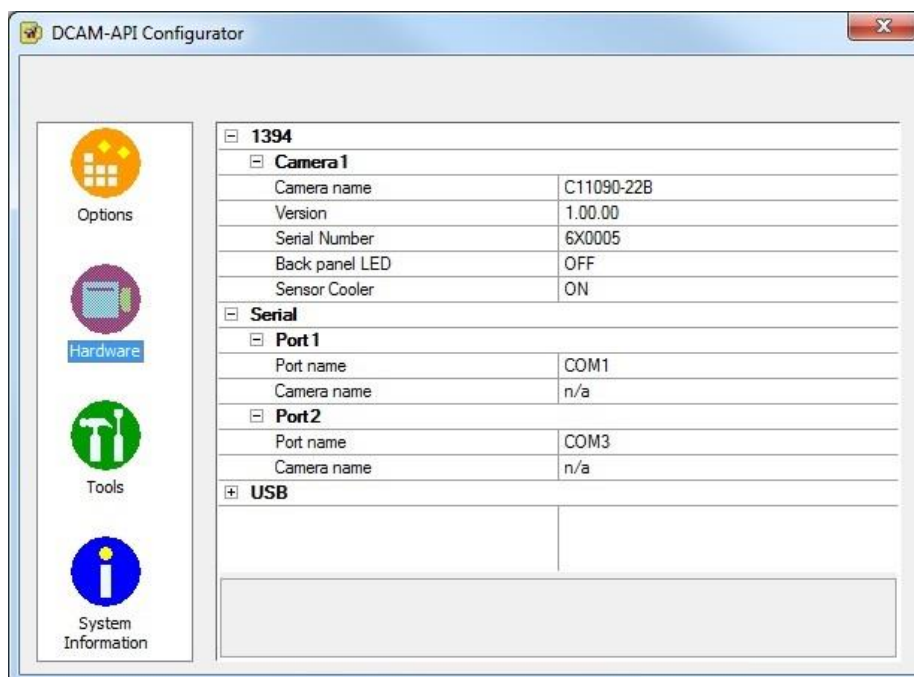 DCAM-API Configurator
Options
Hardware
Tools
System
Information
1394
Camera1
Camera name C11090-22B
Version 1.00.00
Serial Number 6X0005
Back panel LED OFF
Sensor Cooler ON
Serial
Port1
Port name COM1
Camera name n/a
Port2
Port name COM3
Camera name n/a
USB